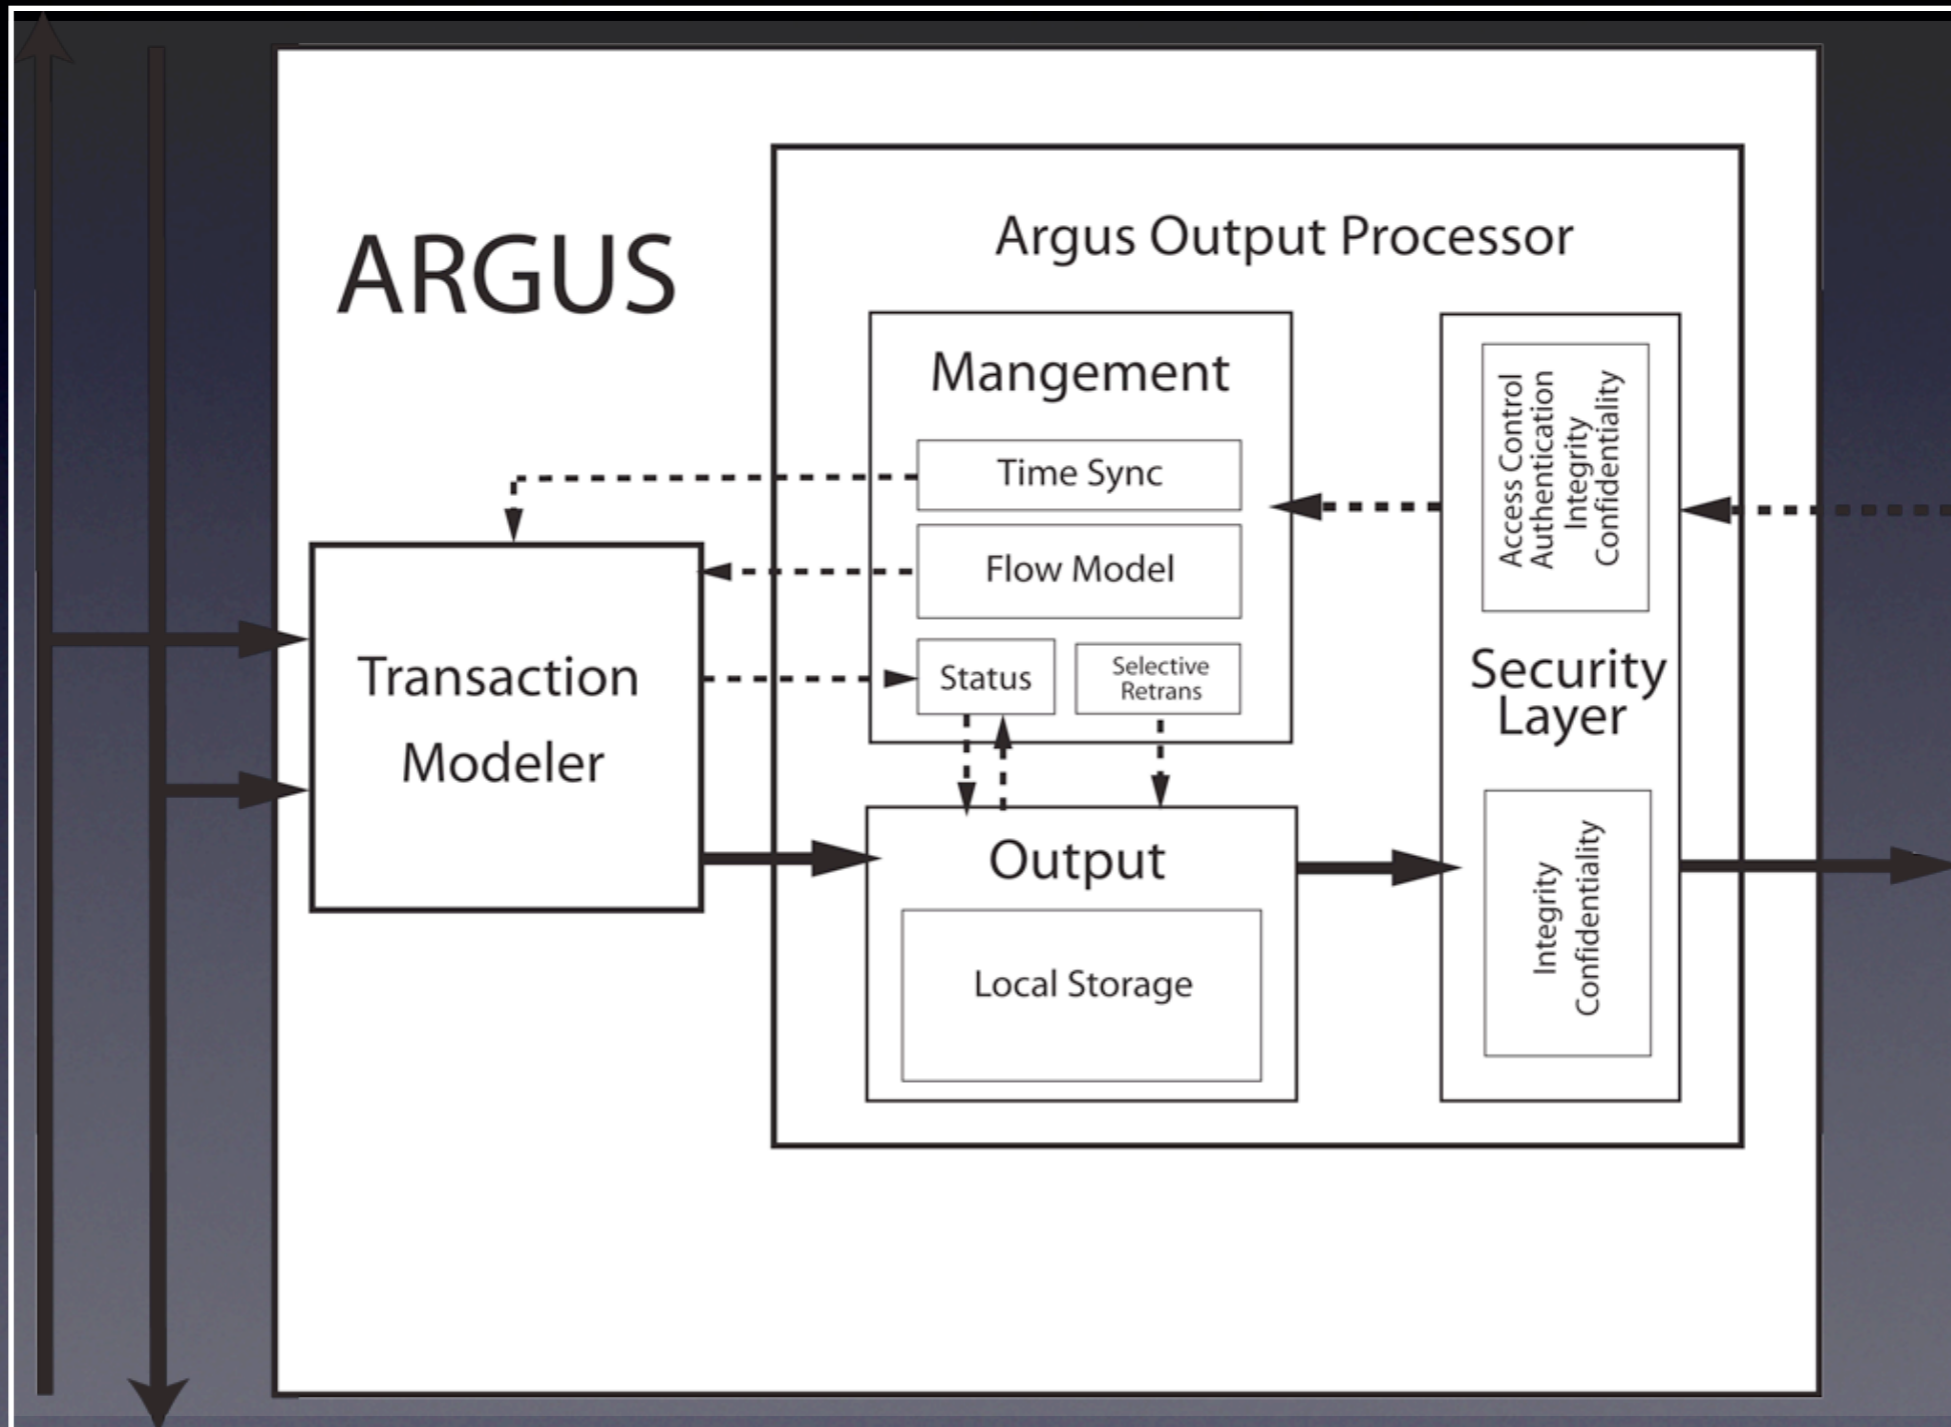 ARGUS
Argus Output Processor
Mangement
Time Sync
Flow Model
Status
Selective
Retrans
Transaction
Modeler
Output
Local Storage
Access Control
Authentication
Integrity
Confidentiality
Security
Layer
Integrity
Confidentiality